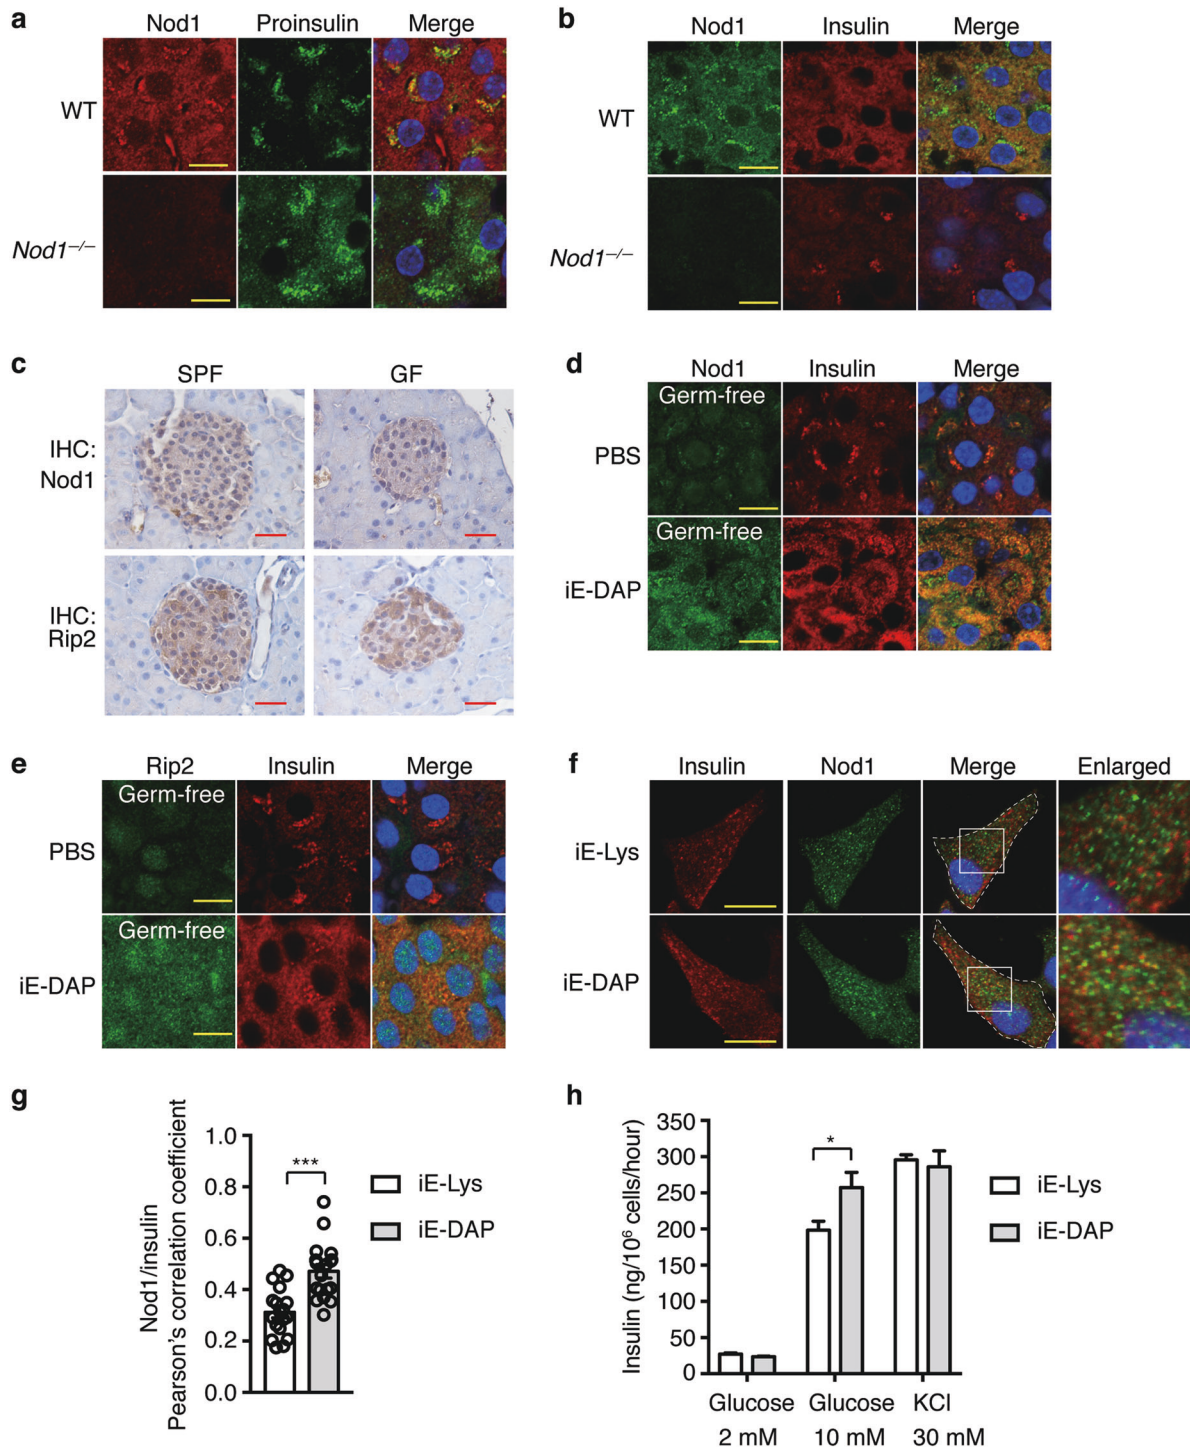 a
Nod1 Proinsulin Merge
WT
Nod1–/–
b
Nod1 Insulin Merge
WT
Nod1–/–
c
SPF GF
IHC:
Nod1
IHC:
Rip2
d
Nod1 Insulin Merge
Germ-free
PBS
Germ-free
iE-DAP
e
Rip2 Insulin Merge
Germ-free
PBS
Germ-free
iE-DAP
f
Insulin Nod1 Merge Enlarged
iE-Lys
iE-DAP
g
Nod1/insulin
Pearson's correlation coefficient
1.0
0.8
0.6
0.4
0.2
0.0
***
iE-Lys
iE-DAP
h
Insulin (ng/10⁶ cells/hour)
350
300
250
200
150
100
50
0
*
iE-Lys
iE-DAP
Glucose Glucose KCl
2 mM 10 mM 30 mM